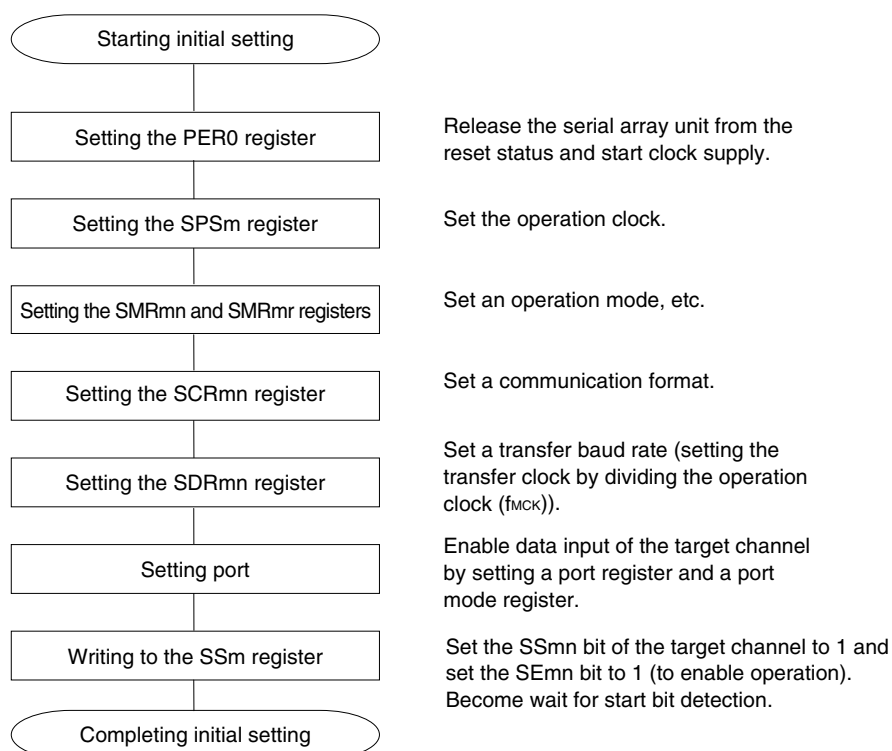 Starting initial setting
Setting the PER0 register
Release the serial array unit from the
reset status and start clock supply.
Setting the SPSm register
Set the operation clock.
Setting the SMRmn and SMRmr registers
Set an operation mode, etc.
Setting the SCRmn register
Set a communication format.
Setting the SDRmn register
Set a transfer baud rate (setting the
transfer clock by dividing the operation
clock (fMCK)).
Setting port
Enable data input of the target channel
by setting a port register and a port
mode register.
Writing to the SSm register
Set the SSmn bit of the target channel to 1 and
set the SEmn bit to 1 (to enable operation).
Become wait for start bit detection.
Completing initial setting